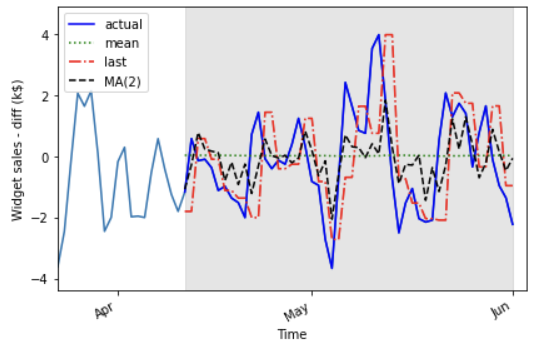 actual
mean
last
MA(2)
Widget sales - diff (k$)
4
2
0
−2
−4
Apr
May
Jun
Time